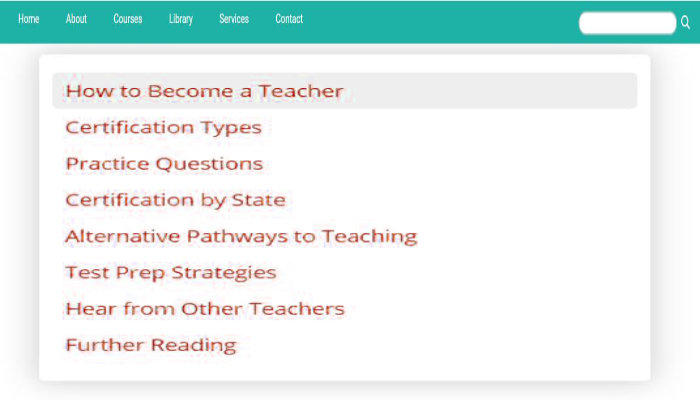 Home About Courses Library Services Contact
How to Become a Teacher
Certification Types
Practice Questions
Certification by State
Alternative Pathways to Teaching
Test Prep Strategies
Hear from Other Teachers
Further Reading